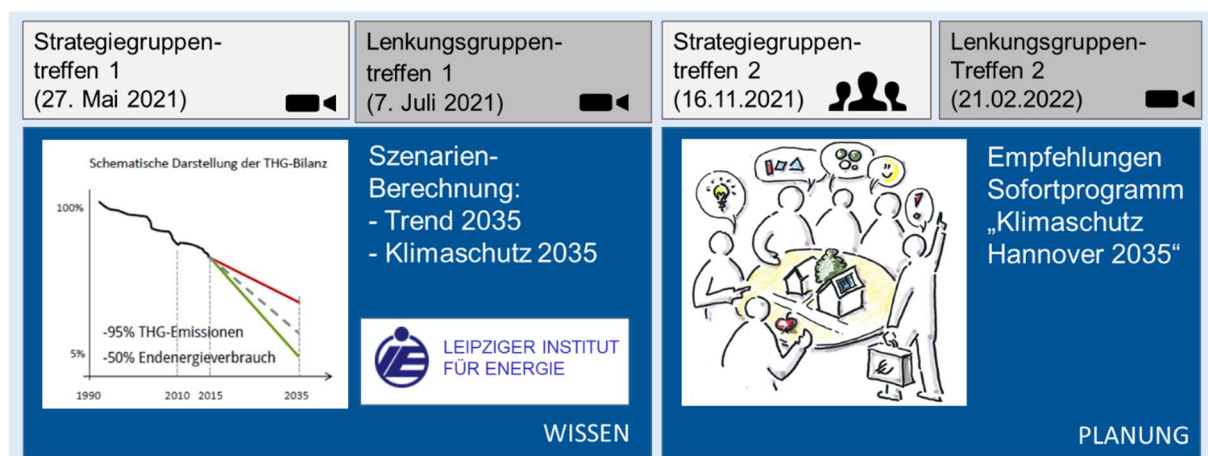 Strategiegruppen-
treffen 1
(27. Mai 2021)
Lenkungsgruppen-
treffen 1
(7. Juli 2021)
Strategiegruppen-
treffen 2
(16.11.2021)
Lenkungsgruppen-
Treffen 2
(21.02.2022)
Schematische Darstellung der THG-Bilanz
100%
-95% THG-Emissionen
5%
-50% Endenergieverbrauch
1990
2010
2015
2035
Szenarien-
Berechnung:
- Trend 2035
- Klimaschutz 2035
LEIPZIGER INSTITUT
FÜR ENERGIE
WISSEN
Empfehlungen
Sofortprogramm
„Klimaschutz
Hannover 2035“
PLANUNG